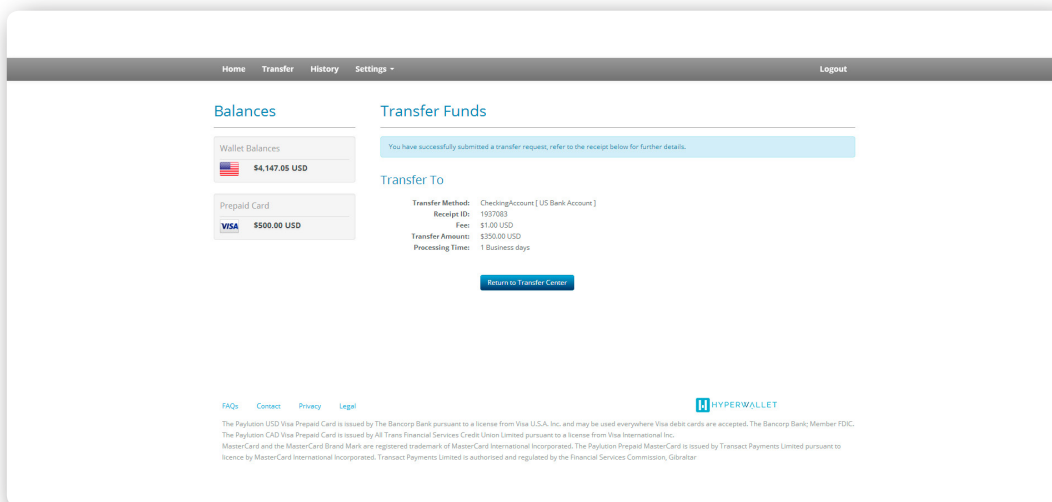 Home Transfer History Settings
Logout
Balances
Wallet Balances
$4,147.05 USD
Prepaid Card
VISA $500.00 USD
Transfer Funds
You have successfully submitted a transfer request, refer to the receipt below for further details.
Transfer To
Transfer Method: CheckingAccount [ US Bank Account ]
Receipt ID: 1937083
Fee: $1.00 USD
Transfer Amount: $350.00 USD
Processing Time: 1 Business days
Return to Transfer Center
FAQs Contact Privacy Legal
HYPERWALLET
The Paylution USD Visa Prepaid Card is issued by The Bancorp Bank pursuant to a license from Visa U.S.A. Inc. and may be used everywhere Visa debit cards are accepted. The Bancorp Bank; Member FDIC.
The Paylution CAD Visa Prepaid Card is issued by All Trans Financial Services Credit Union Limited pursuant to a license from Visa International Inc.
MasterCard and the MasterCard Brand Mark are registered trademark of MasterCard International Incorporated. The Paylution Prepaid MasterCard is issued by Transact Payments Limited pursuant to
licence by MasterCard International Incorporated. Transact Payments Limited is authorised and regulated by the Financial Services Commission, Gibraltar